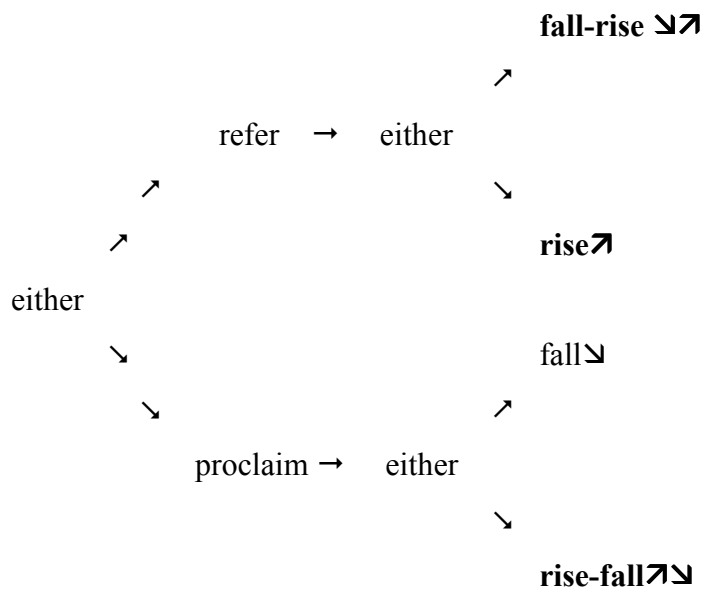 fall-rise ↘↗
↗
refer → either
↗ ↘
↗ rise↗
either
↘ fall↘
↘ ↗
proclaim → either
↘
rise-fall↗↘